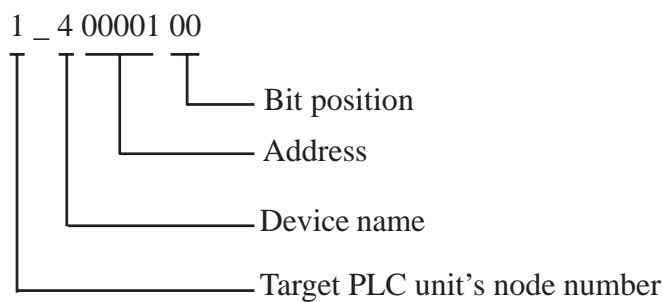 1 _ 4 00001 00
Bit position
Address
Device name
Target PLC unit's node number